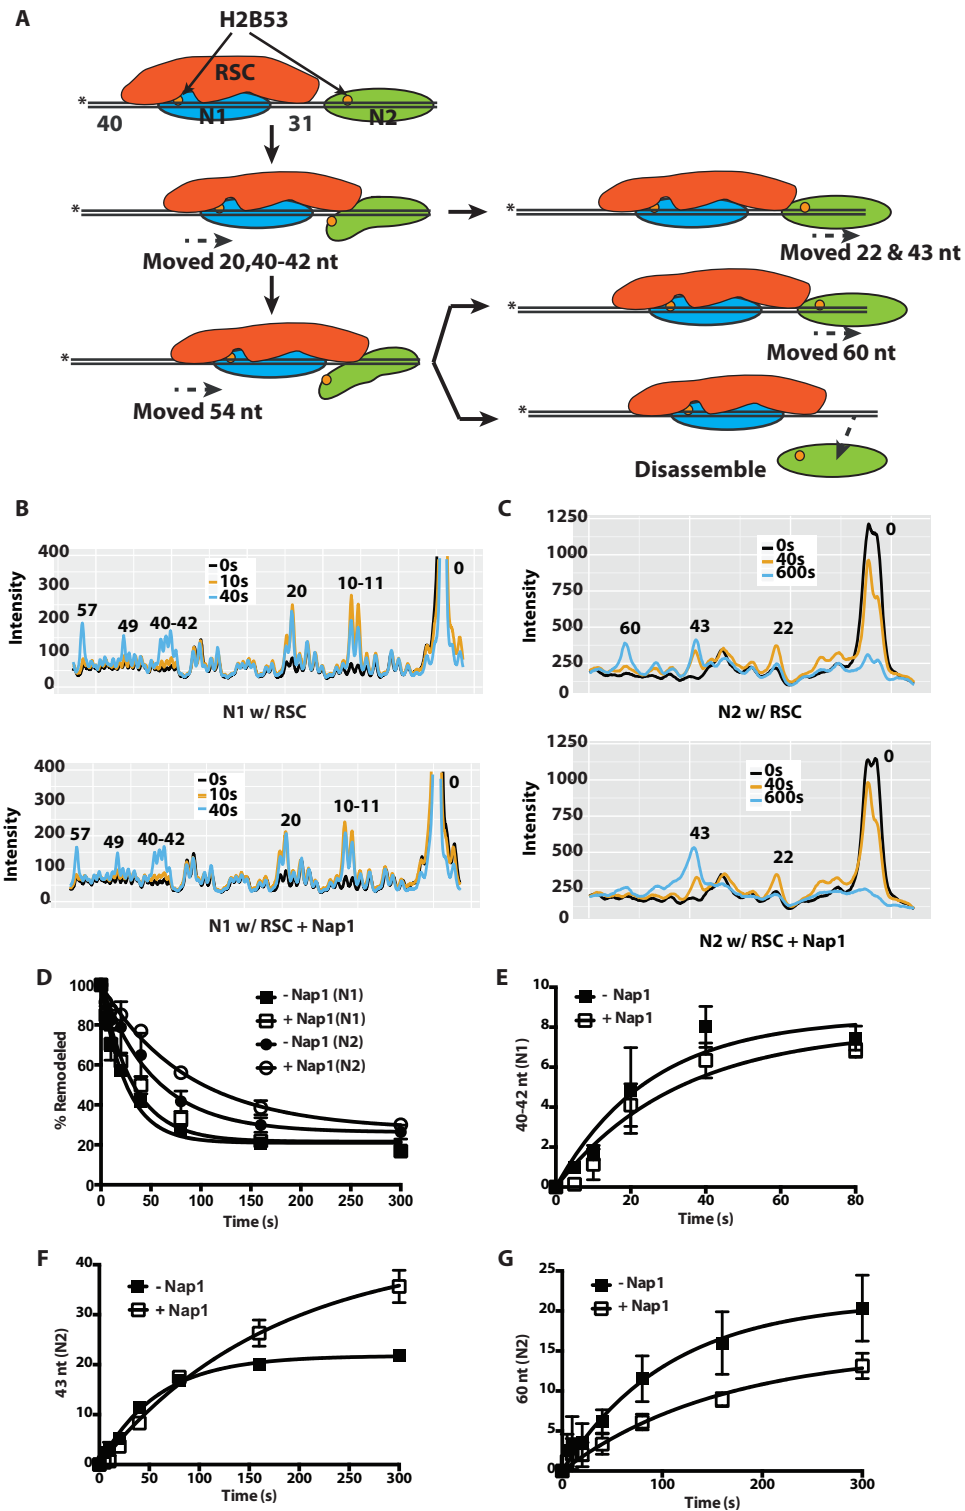 A
H2B53
RSC
N1
N2
*
40
31
*
Moved 20,40-42 nt
*
Moved 22 & 43 nt
*
Moved 60 nt
*
Moved 54 nt
*
Disassemble
B
400
300
200
100
0
Intensity
0s
10s
40s
57
49
40-42
20
10-11
0
N1 w/ RSC
400
300
200
100
0
Intensity
0s
10s
40s
57
49
40-42
20
10-11
0
N1 w/ RSC + Nap1
C
1250
1000
750
500
250
0
Intensity
0s
40s
600s
60
43
22
0
N2 w/ RSC
1250
1000
750
500
250
0
Intensity
0s
40s
600s
43
22
0
N2 w/ RSC + Nap1
D
100
80
60
40
20
0
% Remodeled
- Nap1 (N1)
+ Nap1(N1)
- Nap1 (N2)
+ Nap1(N2)
0 50 100 150 200 250 300
Time (s)
E
10
8
6
4
2
0
40-42 nt (N1)
- Nap1
+ Nap1
0 20 40 60 80
Time (s)
F
40
30
20
10
0
43 nt (N2)
- Nap1
+ Nap1
0 50 100 150 200 250 300
Time (s)
G
25
20
15
10
5
0
60 nt (N2)
- Nap1
+ Nap1
0 100 200 300
Time (s)